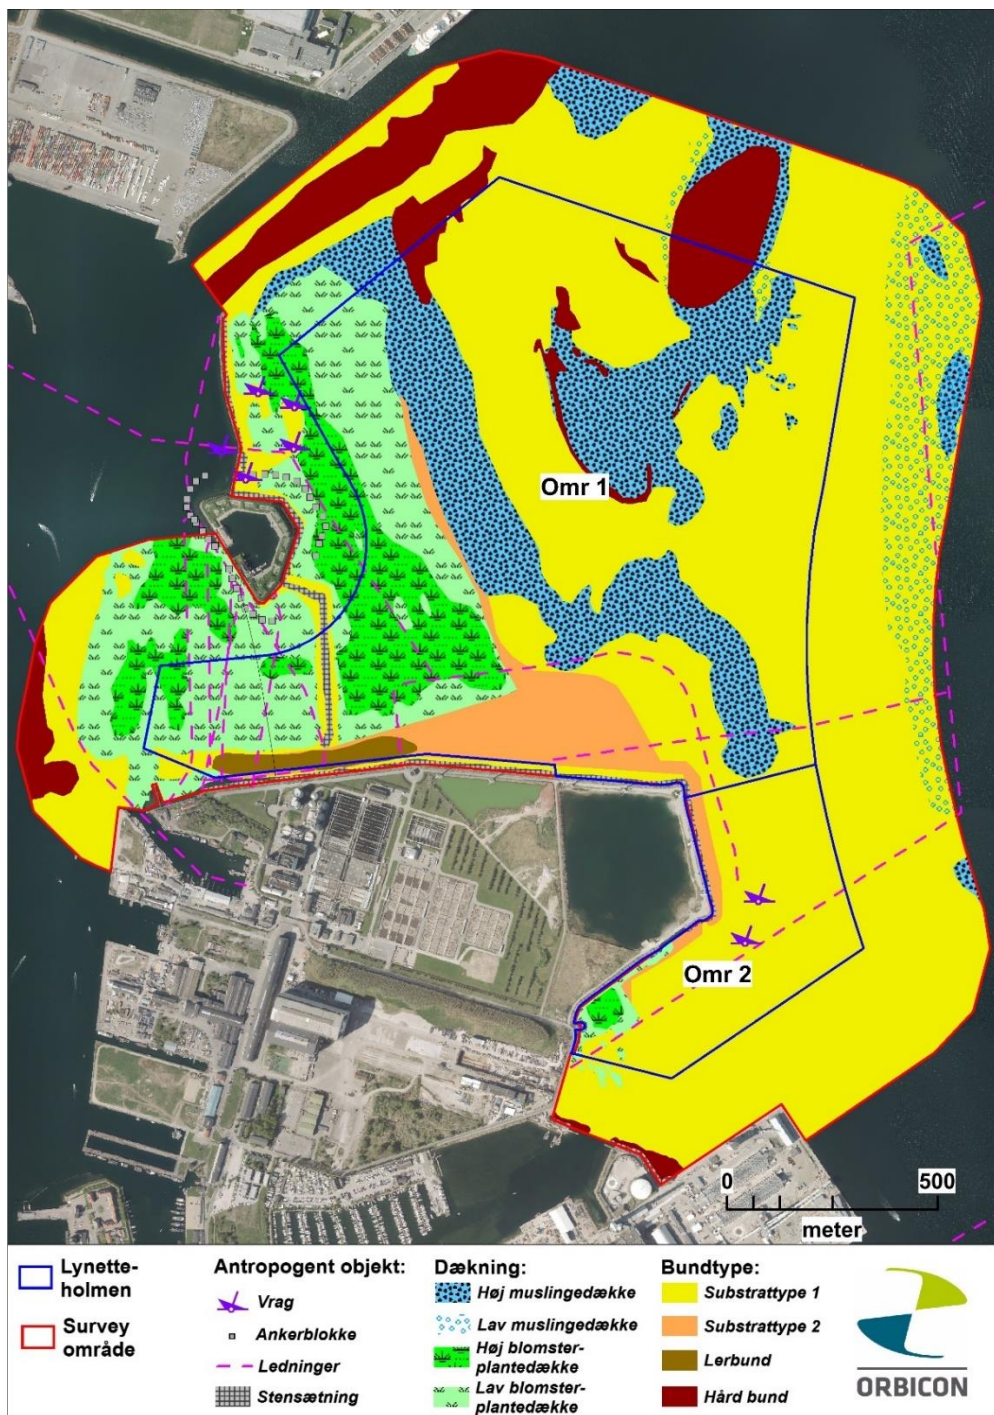 Omr 1
Omr 2
0 500
meter
Lynette-
holmen
Survey
område
Antropogent objekt:
Vrag
Ankerblokke
Ledninger
Stensætning
Dækning:
Høj muslingedække
Lav muslingedække
Høj blomster-
plantedække
Lav blomster-
plantedække
Bundtype:
Substrattype 1
Substrattype 2
Lerbund
Hård bund
ORBICON